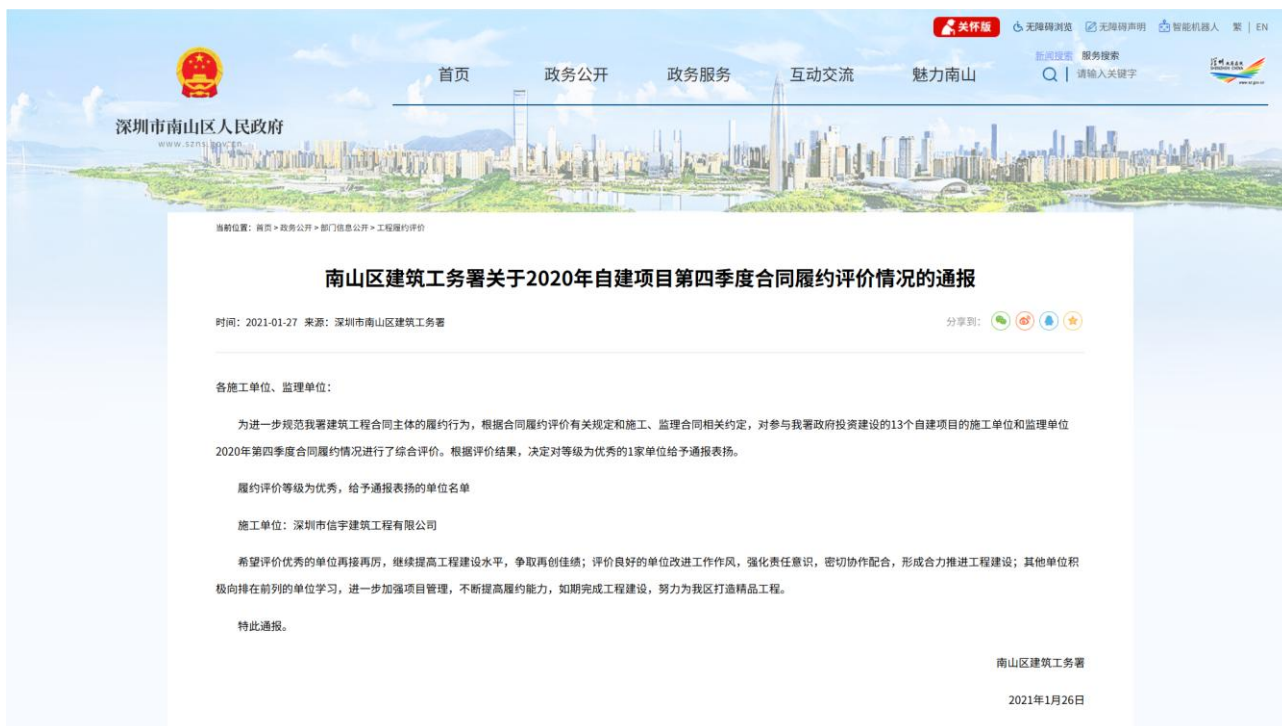 关怀版 无障碍浏览 无障碍声明 智能机器人 繁 | EN
新闻搜索 服务搜索
首页 政务公开 政务服务 互动交流 魅力南山 请输入关键字
深圳市南山区人民政府
www.szns.gov.cn
当前位置：首页 > 政务公开 > 部门信息公开 > 工程履约评价
南山区建筑工务署关于2020年自建项目第四季度合同履约评价情况的通报
时间：2021-01-27 来源：深圳市南山区建筑工务署 分享到：
各施工单位、监理单位：
为进一步规范我署建筑工程合同主体的履约行为，根据合同履约评价有关规定和施工、监理合同相关约定，对参与我署政府投资建设的13个自建项目的施工单位和监理单位
2020年第四季度合同履约情况进行了综合评价。根据评价结果，决定对等级为优秀的1家单位给予通报表扬。
履约评价等级为优秀，给予通报表扬的单位名单
施工单位：深圳市信宇建筑工程有限公司
希望评价优秀的单位再接再厉，继续提高工程建设水平，争取再创佳绩；评价良好的单位改进工作作风，强化责任意识，密切协作配合，形成合力推进工程建设；其他单位积
极向排在前列的单位学习，进一步加强项目管理，不断提高履约能力，如期完成工程建设，努力为我区打造精品工程。
特此通报。
南山区建筑工务署
2021年1月26日